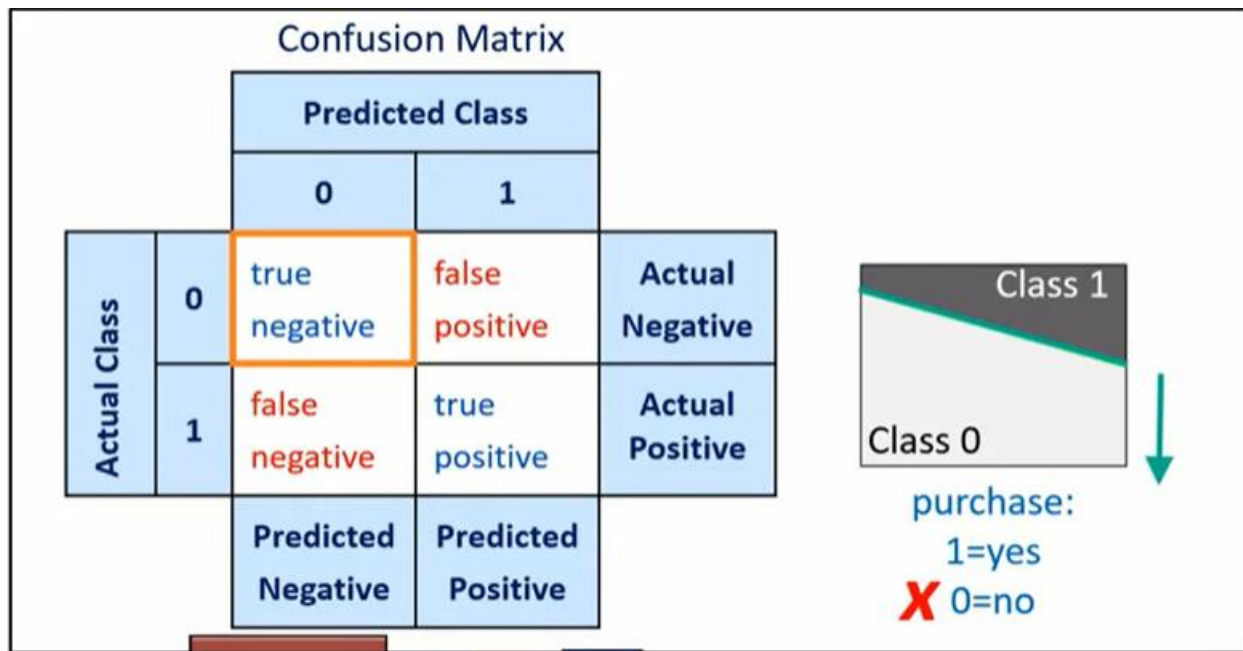 Confusion Matrix
Predicted Class
0 1
Actual Class
0
true
negative
false
positive
Actual
Negative
1
false
negative
true
positive
Actual
Positive
Predicted
Negative
Predicted
Positive
Class 1
Class 0
purchase:
1=yes
X 0=no